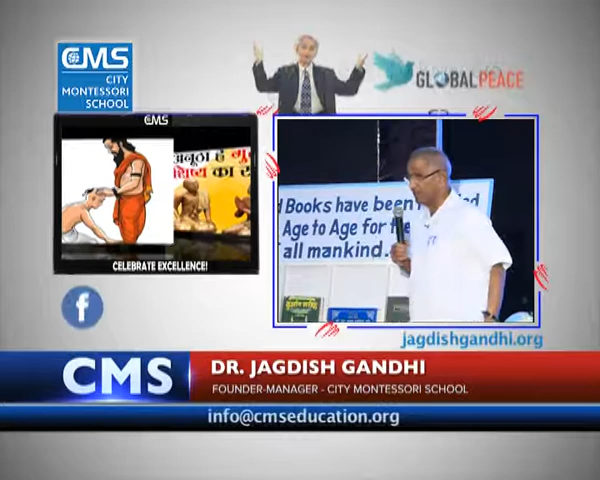 CMS
CITY
MONTESSORI
SCHOOL
GLOBAL PEACE
CMS
अनूठा है
शिष्य का
CELEBRATE EXCELLENCE!
Books have been
Age to Age for the
all mankind.
f
jagdishgandhi.org
CMS
DR. JAGDISH GANDHI
FOUNDER-MANAGER - CITY MONTESSORI SCHOOL
info@cmseducation.org